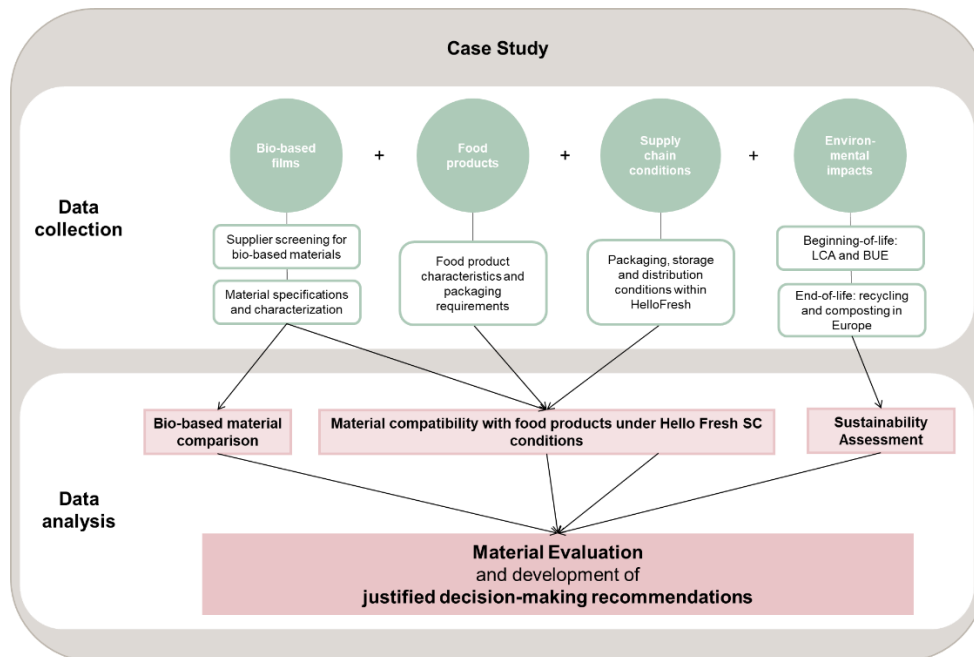 Case Study
Bio-based
films
+
Food
products
+
Supply
chain
conditions
+
Environ-
mental
impacts
Data
collection
Supplier screening for
bio-based materials
Material specifications
and characterization
Food product
characteristics and
packaging
requirements
Packaging, storage
and distribution
conditions within
HelloFresh
Beginning-of-life:
LCA and BUE
End-of-life: recycling
and composting in
Europe
Data
analysis
Bio-based material
comparison
Material compatibility with food products under Hello Fresh SC
conditions
Sustainability
Assessment
Material Evaluation
and development of
justified decision-making recommendations